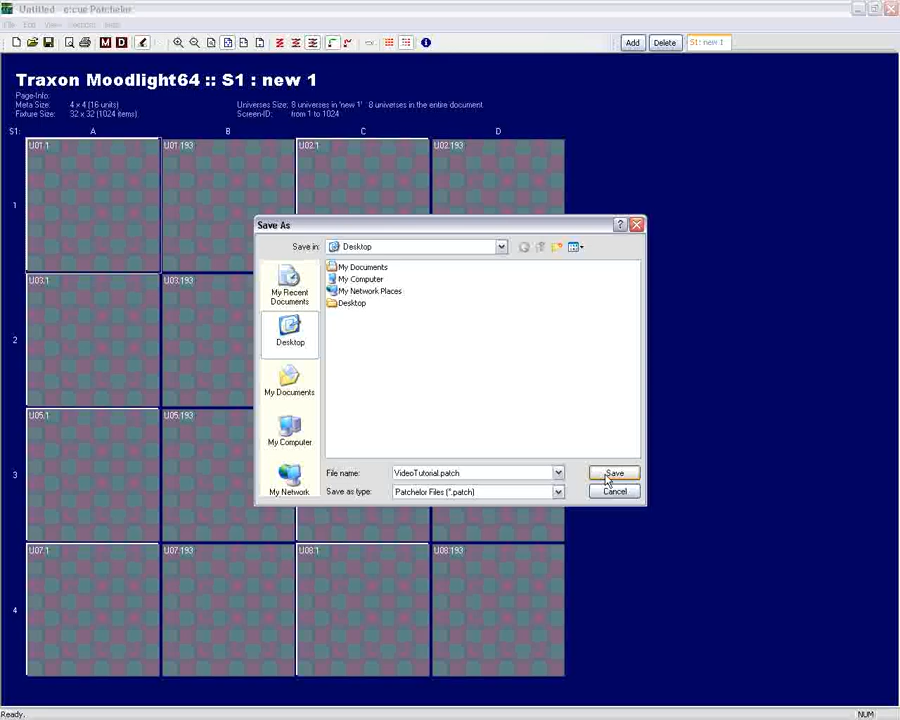 Untitled - e:cue Patchelor
File Edit View Options Help
M D
Add Delete S1: new 1
Traxon Moodlight64 :: S1 : new 1
Page-Info:
Meta Size: 4 x 4 (16 units) Universes Size: 8 universes in 'new 1' 8 universes in the entire document
Fixture Size: 32 x 32 (1024 items) Screen-ID: from 1 to 1024
S1: A B C D
U01.1 U01.193 U02.1 U02.193
1
Save As
Save in: Desktop
My Documents
My Computer
My Network Places
Desktop
My Recent
Documents
Desktop
My Documents
My Computer
My Network
File name: VideoTutorial.patch Save
Save as type: Patchelor Files (*.patch) Cancel
U03.1 U03.193
2
U05.1 U05.193
3
U07.1 U07.193 U08.1 U08.193
4
Ready. NUM